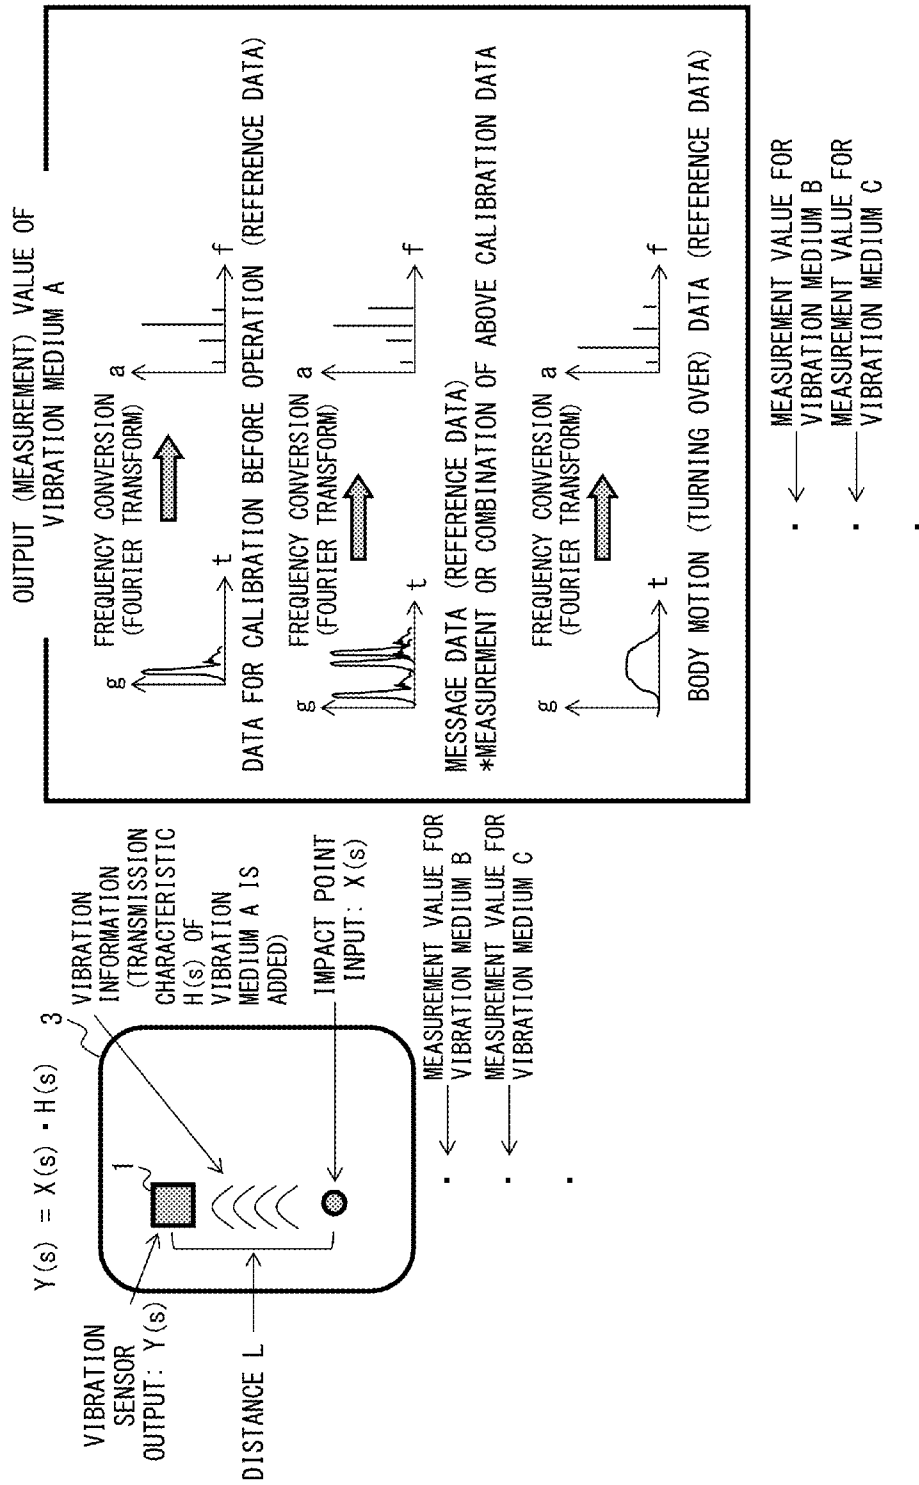 Y(s) = X(s) · H(s)
VIBRATION
SENSOR
OUTPUT: Y(s)
1
3
VIBRATION
INFORMATION
(TRANSMISSION
CHARACTERISTIC
H(s) OF
VIBRATION
MEDIUM A IS
ADDED)
DISTANCE L
IMPACT POINT
INPUT: X(s)
MEASUREMENT VALUE FOR
VIBRATION MEDIUM B
MEASUREMENT VALUE FOR
VIBRATION MEDIUM C
OUTPUT (MEASUREMENT) VALUE OF
VIBRATION MEDIUM A
FREQUENCY CONVERSION
(FOURIER TRANSFORM)
g
t
a
f
DATA FOR CALIBRATION BEFORE OPERATION (REFERENCE DATA)
FREQUENCY CONVERSION
(FOURIER TRANSFORM)
g
t
a
f
MESSAGE DATA (REFERENCE DATA)
*MEASUREMENT OR COMBINATION OF ABOVE CALIBRATION DATA
FREQUENCY CONVERSION
(FOURIER TRANSFORM)
g
t
a
f
BODY MOTION (TURNING OVER) DATA (REFERENCE DATA)
MEASUREMENT VALUE FOR
VIBRATION MEDIUM B
MEASUREMENT VALUE FOR
VIBRATION MEDIUM C